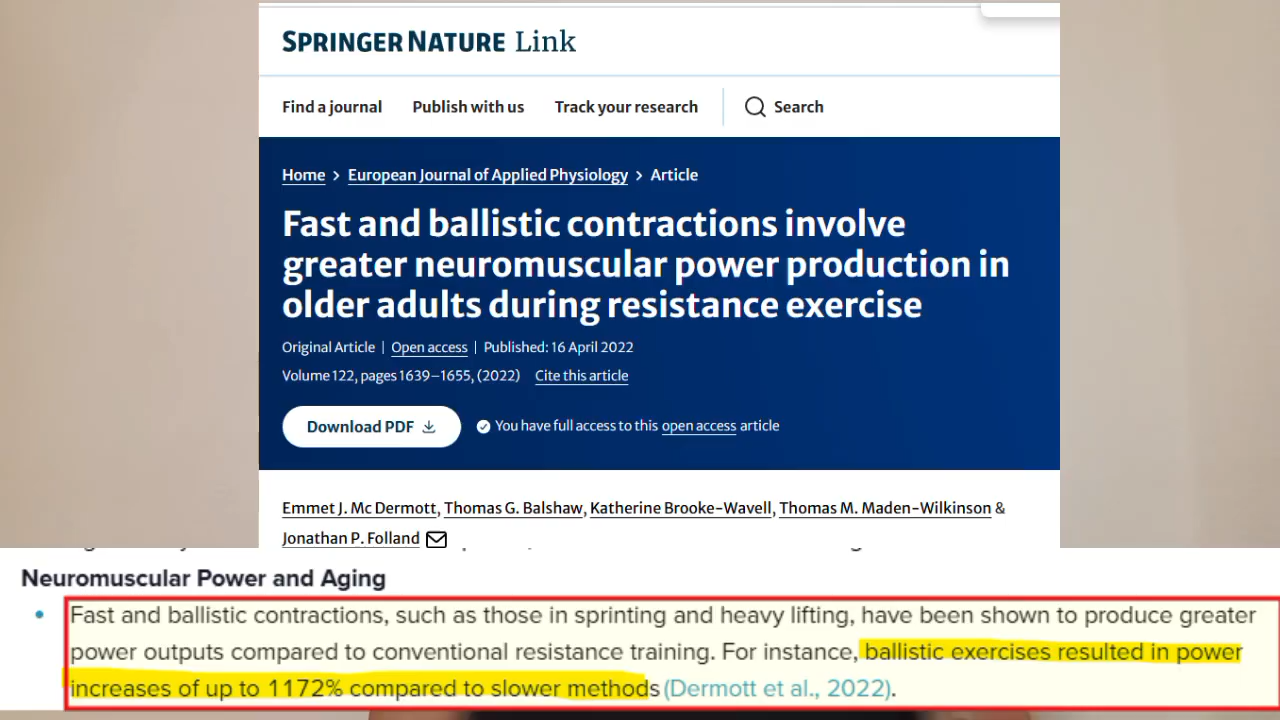 SPRINGER NATURE Link
Find a journal Publish with us Track your research Search
Home > European Journal of Applied Physiology > Article
Fast and ballistic contractions involve
greater neuromuscular power production in
older adults during resistance exercise
Original Article | Open access | Published: 16 April 2022
Volume 122, pages 1639–1655, (2022) Cite this article
Download PDF You have full access to this open access article
Emmet J. Mc Dermott, Thomas G. Balshaw, Katherine Brooke-Wavell, Thomas M. Maden-Wilkinson &
Jonathan P. Folland
Neuromuscular Power and Aging
• Fast and ballistic contractions, such as those in sprinting and heavy lifting, have been shown to produce greater
power outputs compared to conventional resistance training. For instance, ballistic exercises resulted in power
increases of up to 1172% compared to slower methods (Dermott et al., 2022).